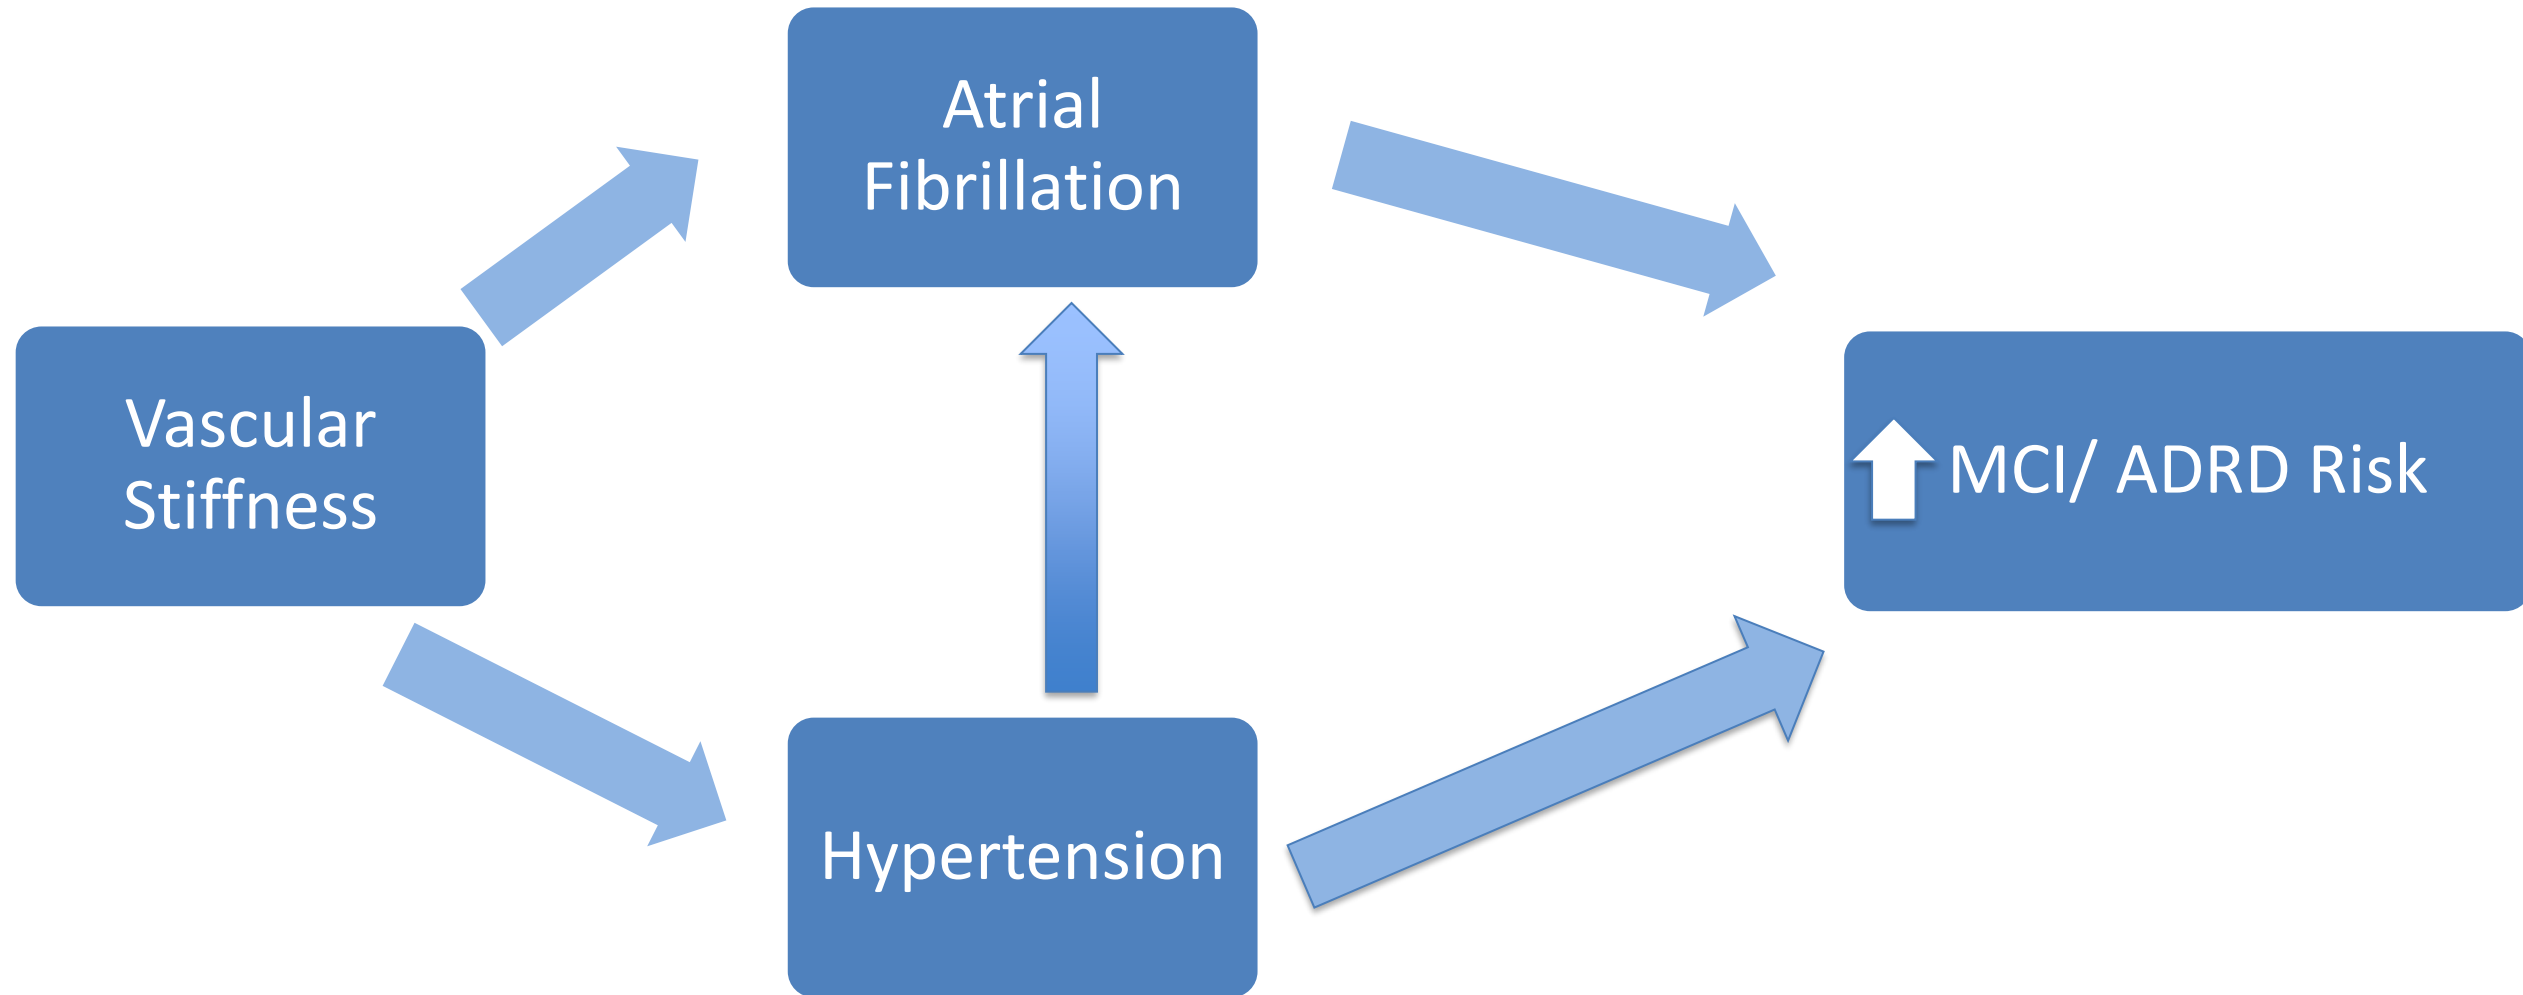 Atrial
Fibrillation
Vascular
Stiffness
MCI/ ADRD Risk
Hypertension